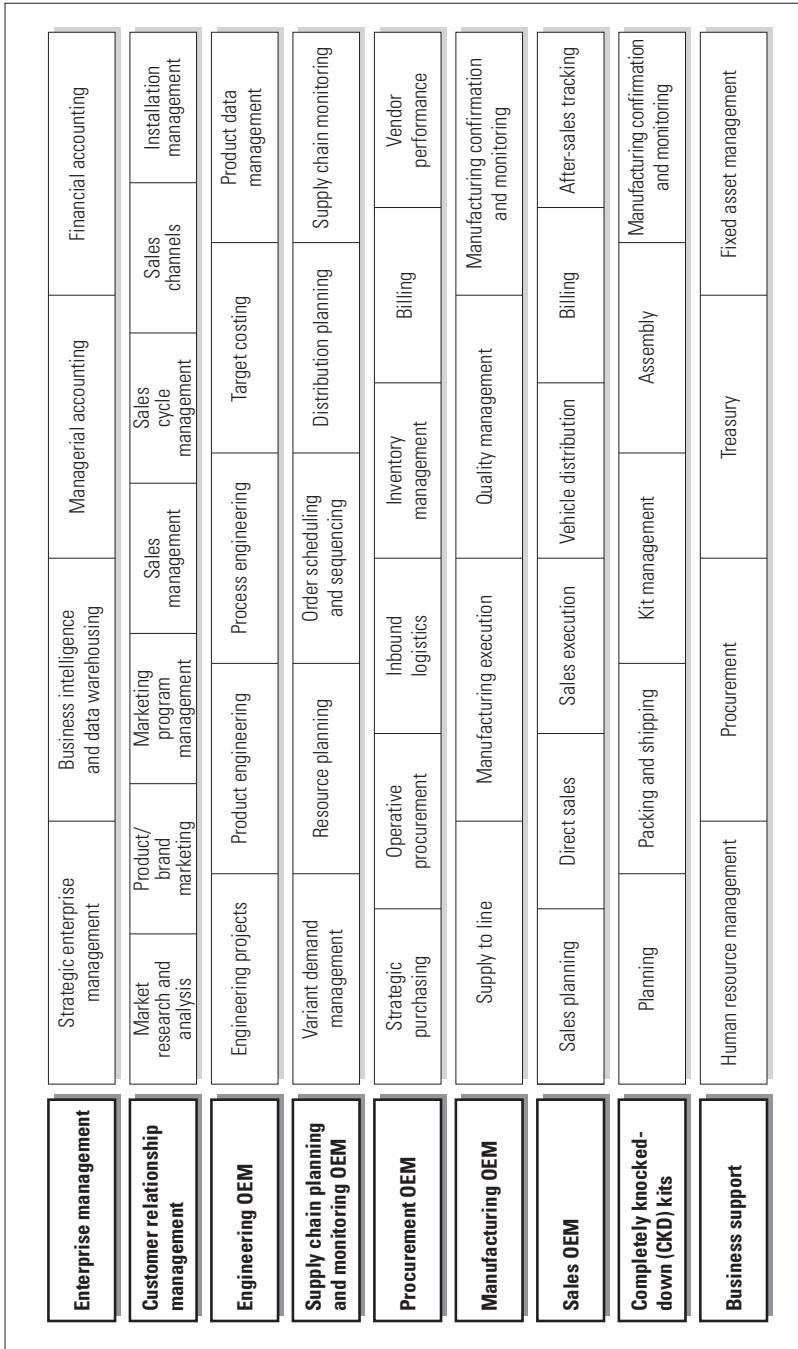 Enterprise management
Strategic enterprise
management
Business intelligence
and data warehousing
Managerial accounting
Financial accounting
Customer relationship
management
Market
research and
analysis
Product/
brand
marketing
Marketing
program
management
Sales
management
Sales
cycle
management
Sales
channels
Installation
management
Engineering OEM
Engineering projects
Product engineering
Process engineering
Target costing
Product data
management
Supply chain planning
and monitoring OEM
Variant demand
management
Resource planning
Order scheduling
and sequencing
Distribution planning
Supply chain monitoring
Procurement OEM
Strategic
purchasing
Operative
procurement
Inbound
logistics
Inventory
management
Billing
Vendor
performance
Manufacturing OEM
Supply to line
Manufacturing execution
Quality management
Manufacturing confirmation
and monitoring
Sales OEM
Sales planning
Direct sales
Sales execution
Vehicle distribution
Billing
After-sales tracking
Completely knocked-
down (CKD) kits
Planning
Packing and shipping
Kit management
Assembly
Manufacturing confirmation
and monitoring
Business support
Human resource management
Procurement
Treasury
Fixed asset management